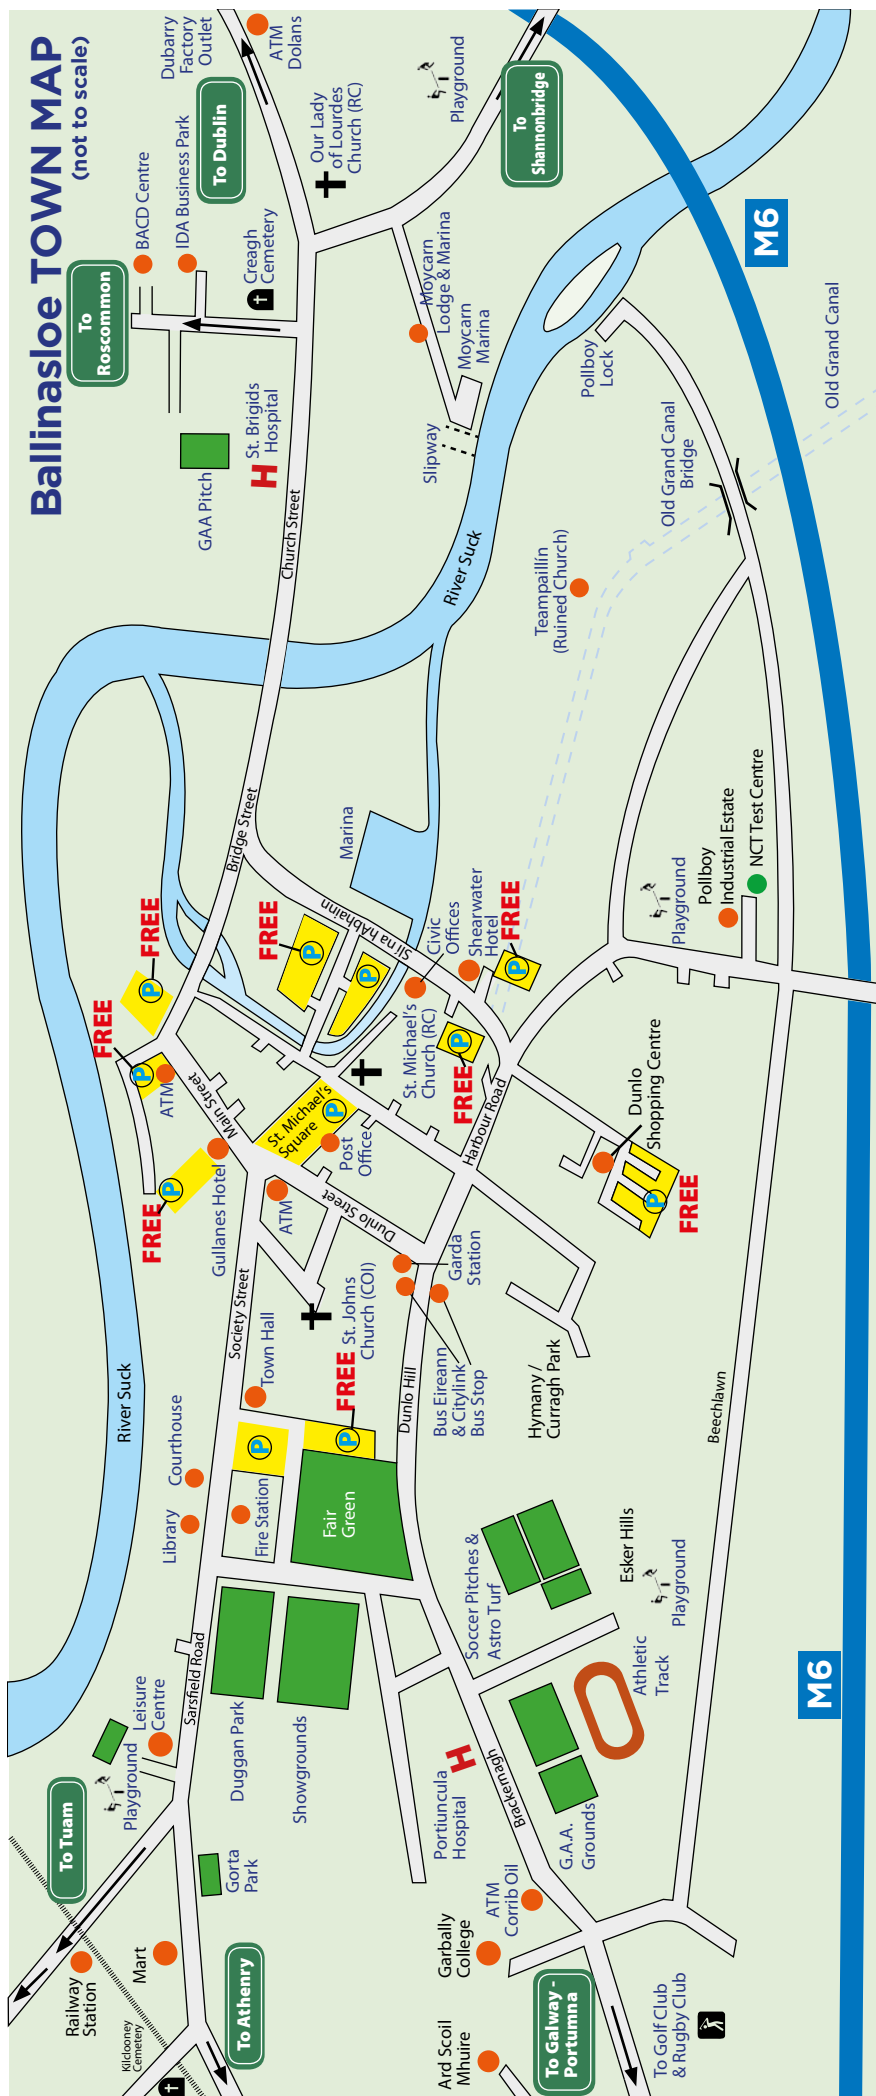 Ballinasloe TOWN MAP
(not to scale)
To Tuam
Railway
Station
Mart
Kilclooney
Cemetery
To Athenry
Playground
Leisure
Centre
Gorta
Park
Sarsfield Road
Duggan Park
Showgrounds
Library
Courthouse
Fire Station
Fair
Green
P
P
FREE
Town Hall
Society Street
St. Johns
Church (COI)
River Suck
FREE
P
Gullanes Hotel
FREE
P
ATM
Main Street
FREE
P
ATM
St. Michael's
Square
P
Post
Office
Dunlo Street
Dunlo Hill
Garda
Station
Bus Eireann
& Citylink
Bus Stop
Harbour Road
St. Michael's
Church (RC)
FREE
P
Civic
Offices
Shearwater
Hotel
FREE
P
FREE
P
P
Slí na hAbhainn
Marina
Bridge Street
Church Street
River Suck
GAA Pitch
St. Brigids
Hospital
H
To
Roscommon
BACD Centre
IDA Business Park
Creagh
Cemetery
To Dublin
Dubarry
Factory
Outlet
ATM
Dolans
Our Lady
of Lourdes
Church (RC)
Playground
To
Shannonbridge
Moycarn
Lodge & Marina
Moycarn
Marina
Slipway
M6
Pollboy
Lock
Old Grand Canal
Old Grand Canal
Bridge
Teampaillín
(Ruined Church)
Playground
Pollboy
Industrial Estate
NCT Test Centre
Dunlo
Shopping Centre
P
FREE
Hymany /
Curragh Park
Beechlawn
Soccer Pitches &
Astro Turf
Esker Hills
Playground
Athletic
Track
M6
Portiuncula
Hospital
H
Brackernagh
G.A.A.
Grounds
ATM
Corrib Oil
Garbally
College
Ard Scoil
Mhuire
To Galway -
Portumna
To Golf Club
& Rugby Club